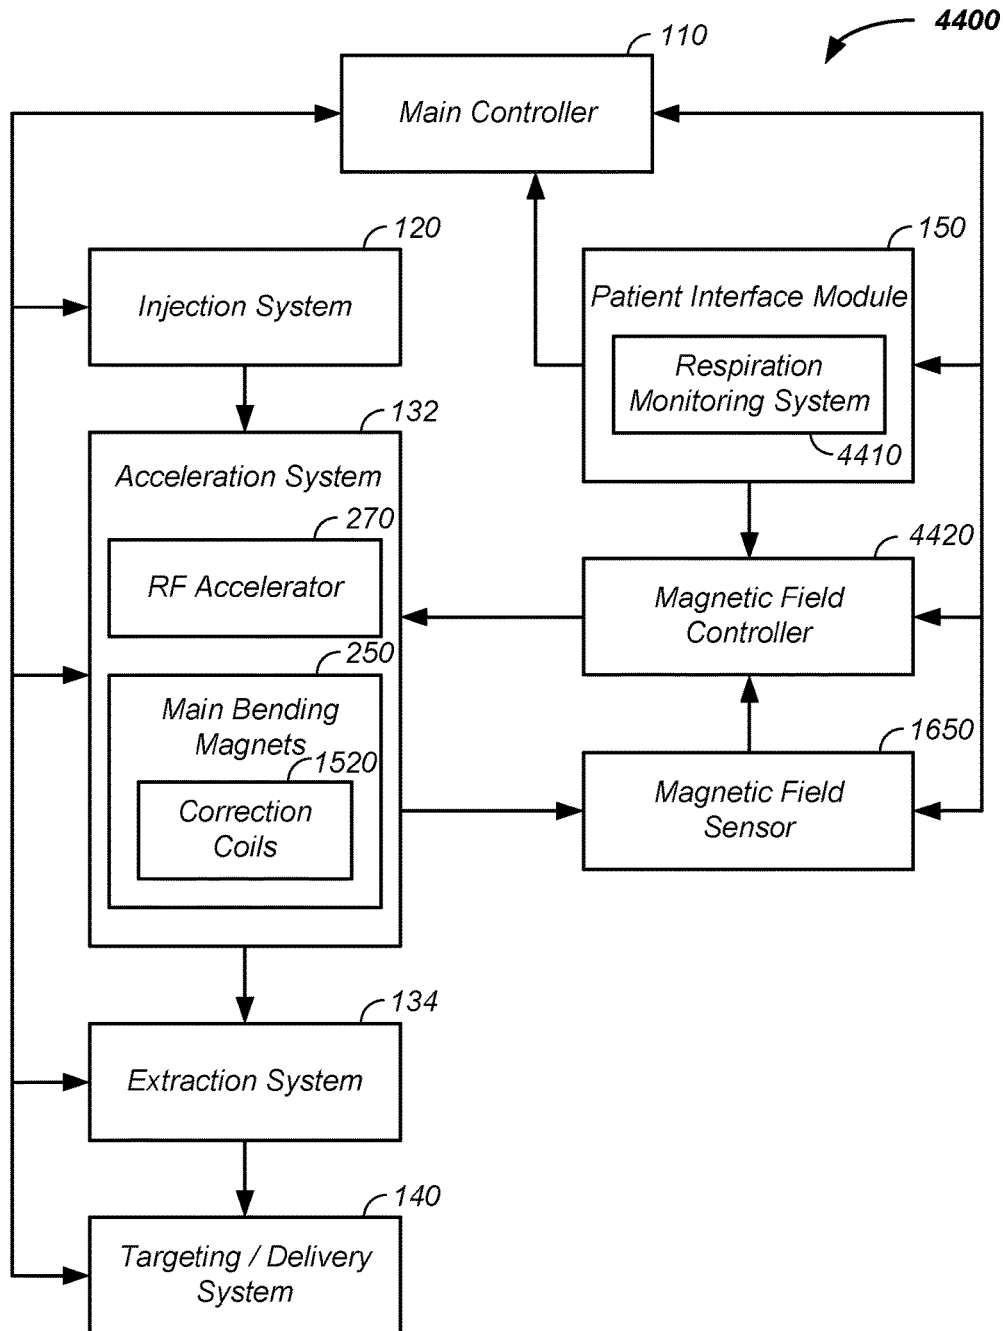 4400
110
Main Controller
120
Injection System
150
Patient Interface Module
Respiration
Monitoring System
4410
132
Acceleration System
270
RF Accelerator
250
Main Bending
Magnets
1520
Correction
Coils
4420
Magnetic Field
Controller
1650
Magnetic Field
Sensor
134
Extraction System
140
Targeting / Delivery
System